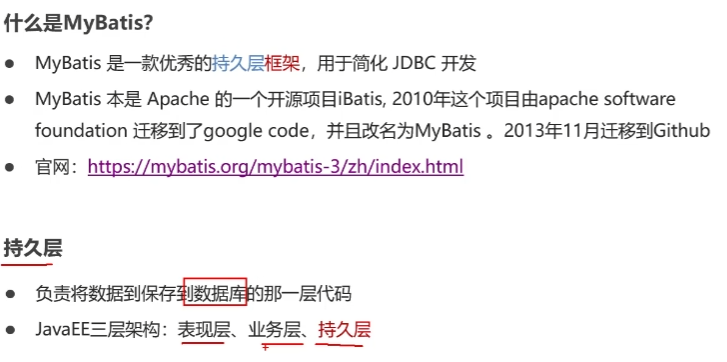 什么是MyBatis?
● MyBatis 是一款优秀的持久层框架，用于简化 JDBC 开发
● MyBatis 本是 Apache 的一个开源项目iBatis, 2010年这个项目由apache software
foundation 迁移到了google code，并且改名为MyBatis 。2013年11月迁移到Github
● 官网：https://mybatis.org/mybatis-3/zh/index.html
持久层
● 负责将数据到保存到数据库的那一层代码
● JavaEE三层架构：表现层、业务层、持久层